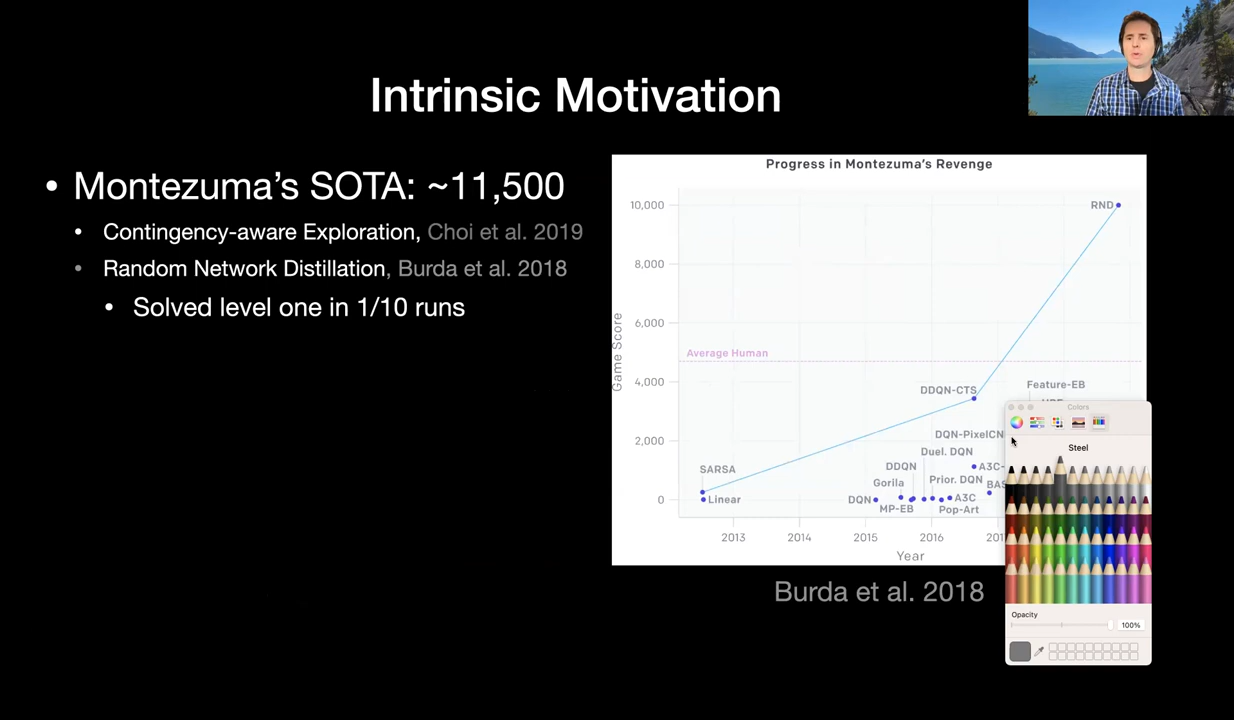 Intrinsic Motivation
• Montezuma's SOTA: ~11,500
• Contingency-aware Exploration, Choi et al. 2019
• Random Network Distillation, Burda et al. 2018
• Solved level one in 1/10 runs
Progress in Montezuma's Revenge
10,000
8,000
6,000
4,000
2,000
0
Game Score
RND
Average Human
DDQN-CTS
Feature-EB
DQN-PixelCN
Duel. DQN
SARSA
DDQN
A3C-
Gorila
Prior. DQN
BAS
Linear
DQN
A3C
MP-EB
Pop-Art
2013
2014
2015
2016
Year
Burda et al. 2018
Colors
Steel
Opacity
100%